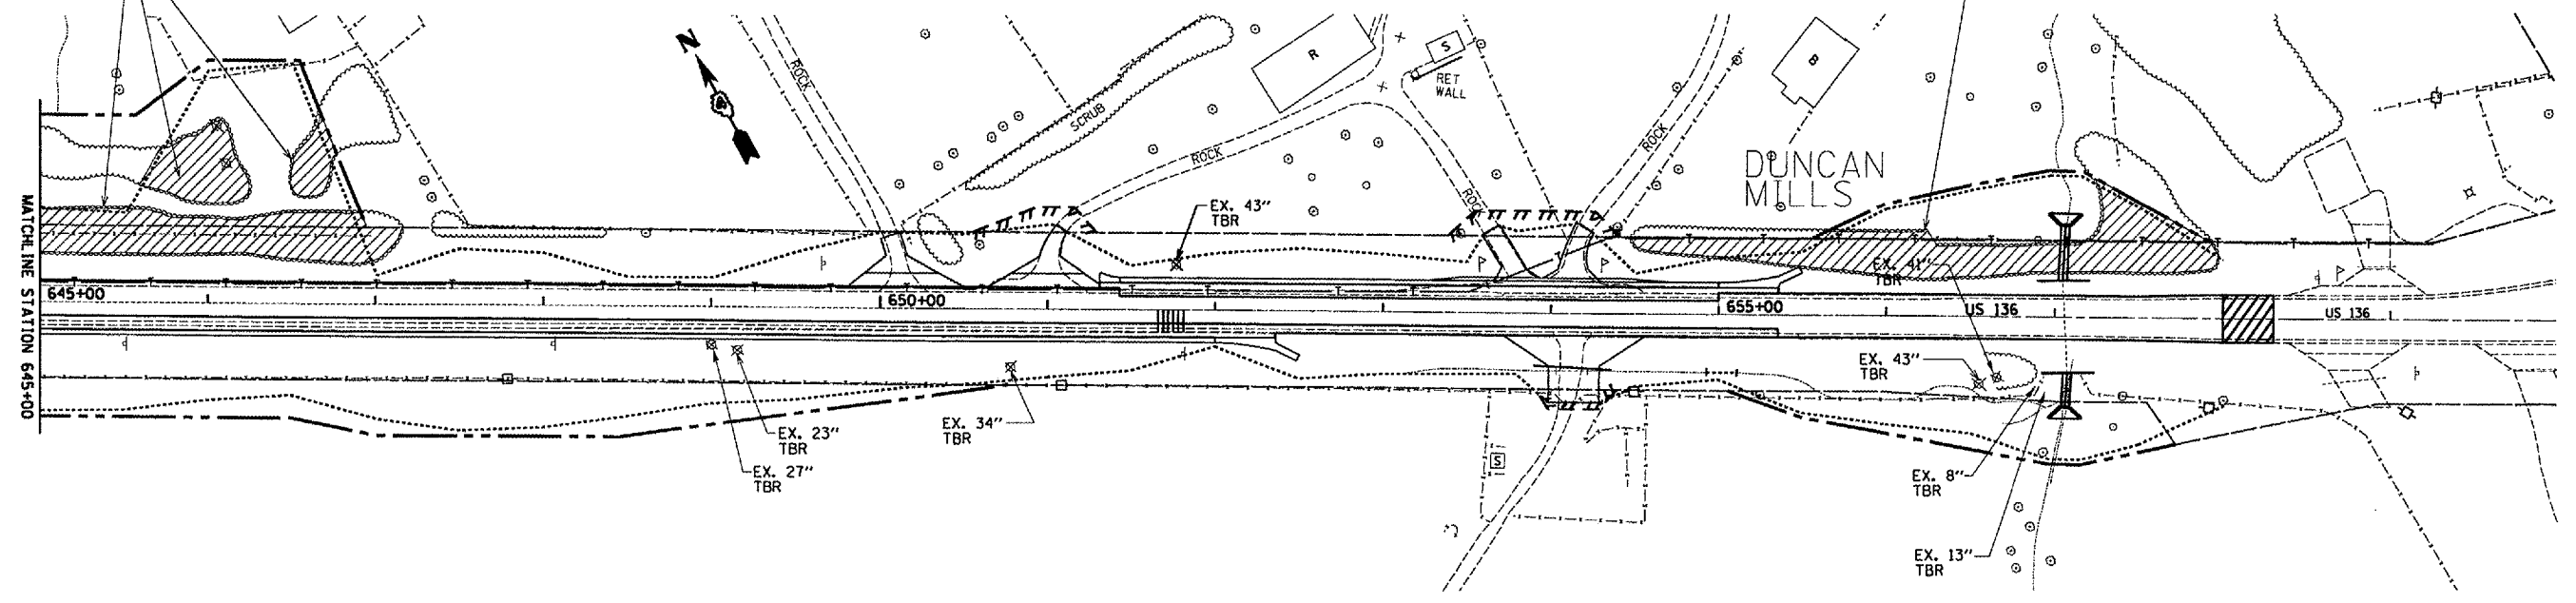 N
ROCK
SCRUB
ROCK
R
S
RET
WALL
ROCK
ROCK
B
DUNCAN
MILLS
MATCHLINE STATION 645+00
EX. 43"
TBR
EX. 41"
TBR
645+00
650+00
655+00
US 136
US 136
EX. 23"
TBR
EX. 27"
TBR
EX. 34"
TBR
EX. 43"
TBR
S
EX. 8"
TBR
EX. 13"
TBR